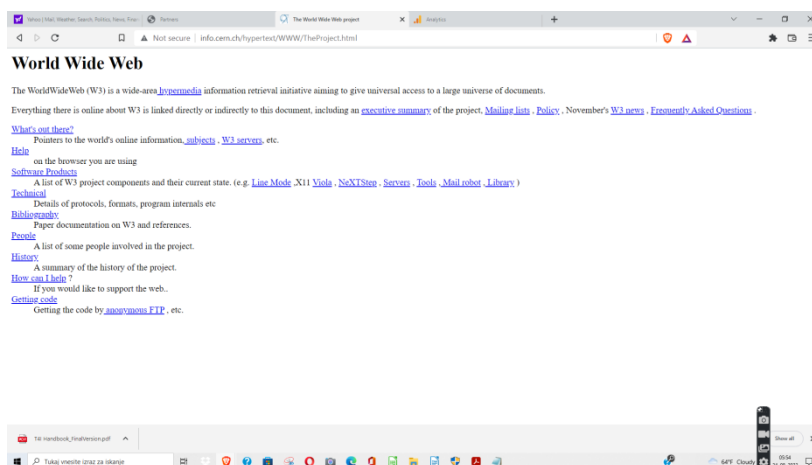 Yahoo | Mail, Weather, Search, Politics, News, Finan
Partners
The World Wide Web project
Analytics
Not secure | info.cern.ch/hypertext/WWW/TheProject.html
World Wide Web
The WorldWideWeb (W3) is a wide-area hypermedia information retrieval initiative aiming to give universal access to a large universe of documents.
Everything there is online about W3 is linked directly or indirectly to this document, including an executive summary of the project, Mailing lists , Policy , November's W3 news , Frequently Asked Questions .
What's out there?
Pointers to the world's online information, subjects , W3 servers, etc.
Help
on the browser you are using
Software Products
A list of W3 project components and their current state. (e.g. Line Mode ,X11 Viola , NeXTStep , Servers , Tools , Mail robot , Library )
Technical
Details of protocols, formats, program internals etc
Bibliography
Paper documentation on W3 and references.
People
A list of some people involved in the project.
History
A summary of the history of the project.
How can I help ?
If you would like to support the web..
Getting code
Getting the code by anonymous FTP , etc.
Handbook_FinalVersion.pdf
Show all
Tukaj vnesite izraz za iskanje
64°F Cloudy
09:54